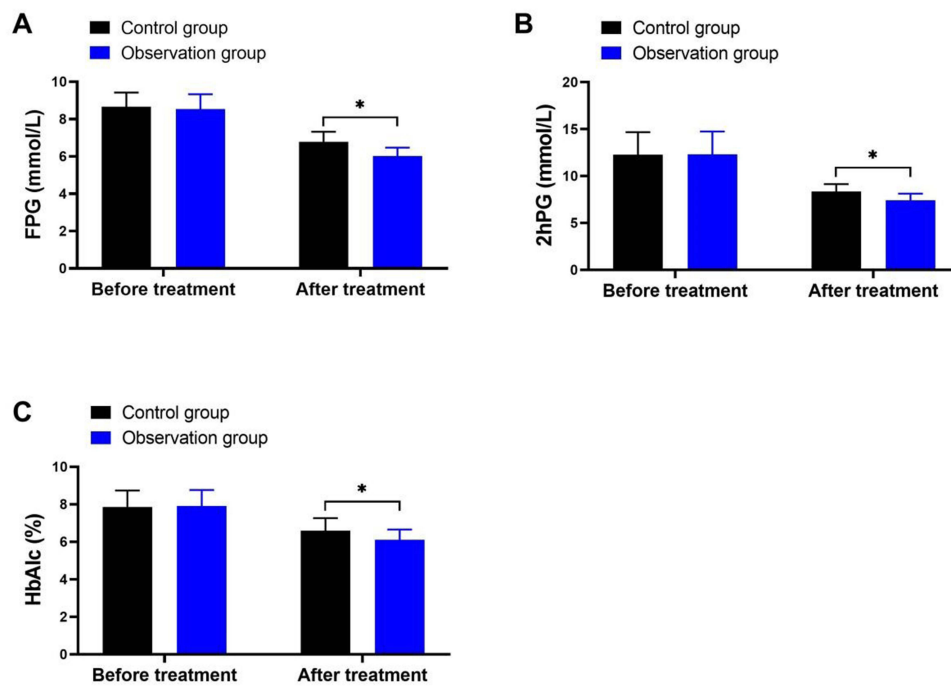 A
Control group
Observation group
FPG (mmol/L)
10
8
6
4
2
0
*
Before treatment
After treatment
B
Control group
Observation group
2hPG (mmol/L)
20
15
10
5
0
*
Before treatment
After treatment
C
Control group
Observation group
HbAlc (%)
10
8
6
4
2
0
*
Before treatment
After treatment